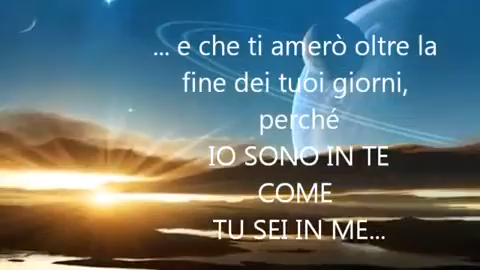 ... e che ti amerò oltre la
fine dei tuoi giorni,
perché
IO SONO IN TE
COME
TU SEI IN ME...